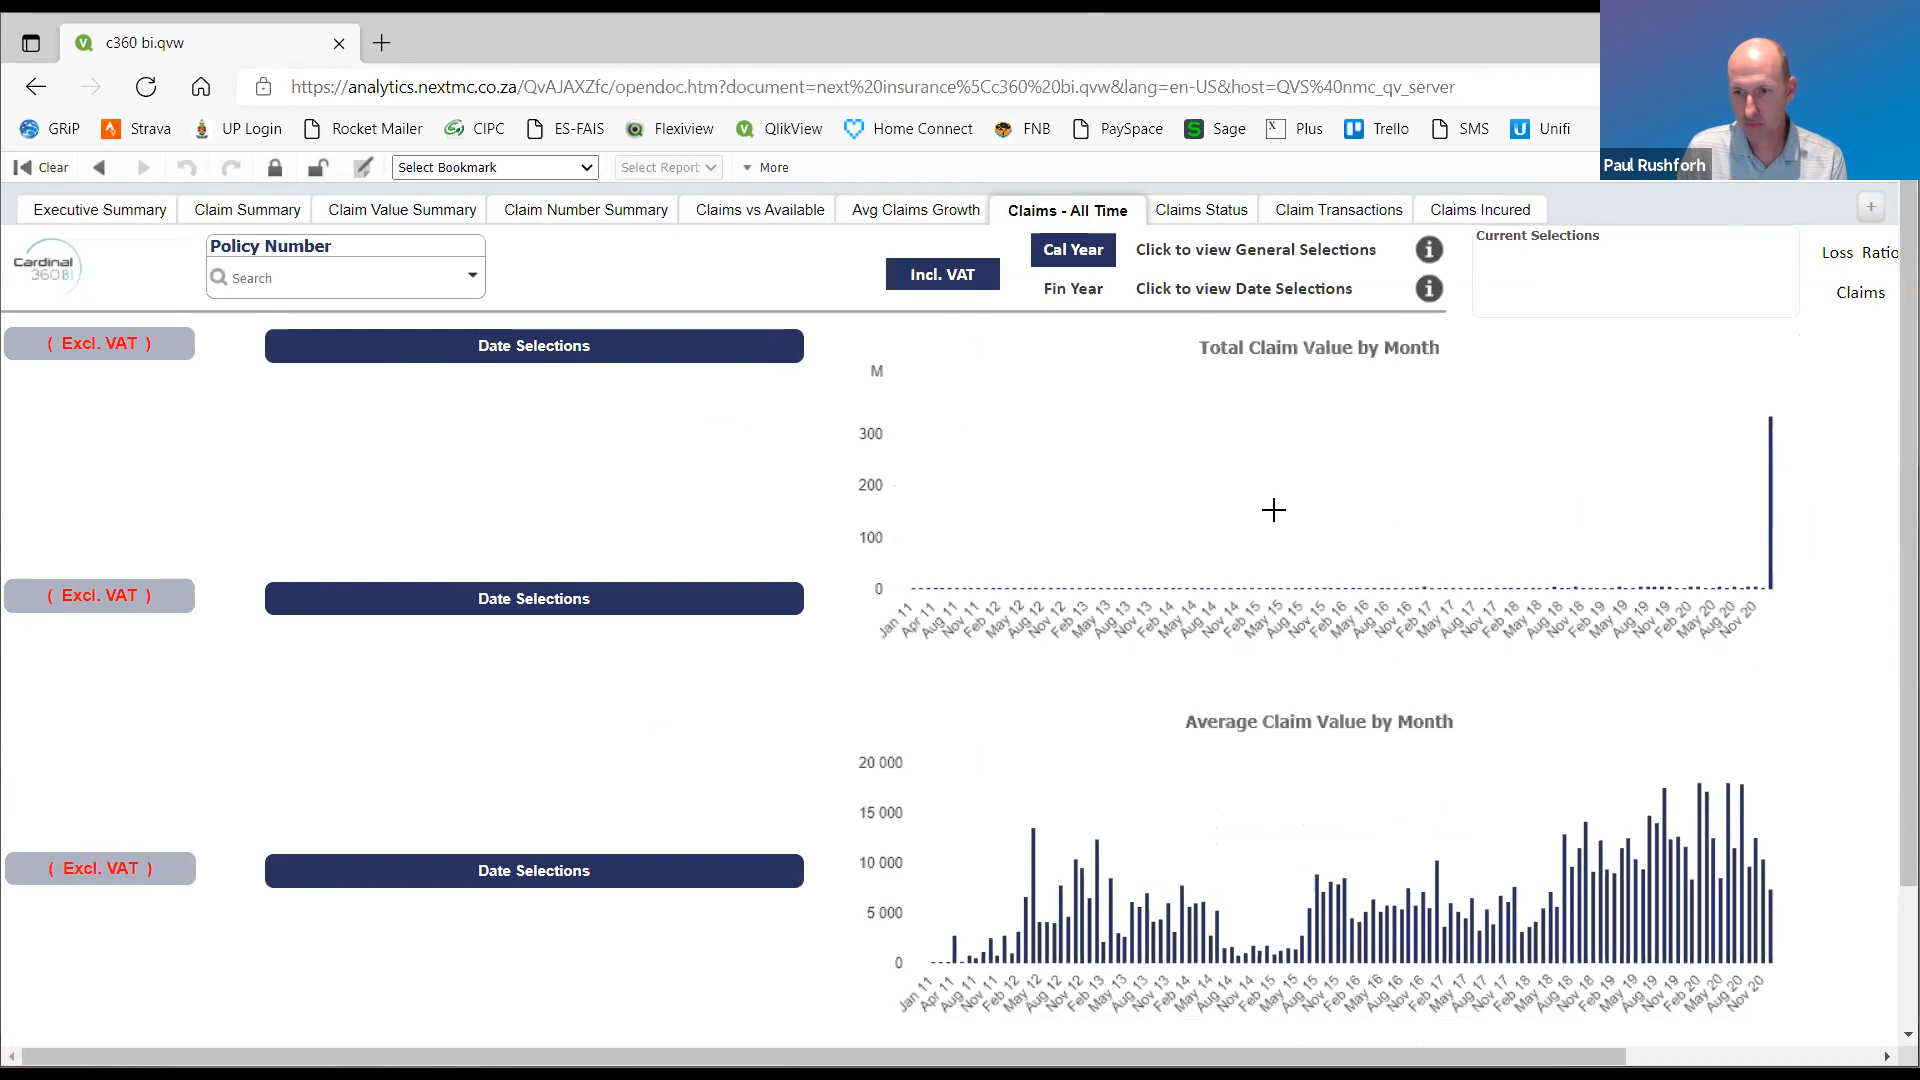 c360 bi.qvw
https://analytics.nextmc.co.za/QvAJAXZfc/opendoc.htm?document=next%20insurance%5Cc360%20bi.qvw&lang=en-US&host=QVS%40nmc_qv_server
GRiP Strava UP Login Rocket Mailer CIPC ES-FAIS Flexiview QlikView Home Connect FNB PaySpace Sage Plus Trello SMS Unifi
Paul Rushforh
Clear Select Bookmark Select Report More
Executive Summary Claim Summary Claim Value Summary Claim Number Summary Claims vs Available Avg Claims Growth Claims - All Time Claims Status Claim Transactions Claims Incured
Cardinal
360BI
Policy Number
Search
Incl. VAT
Cal Year Click to view General Selections
Fin Year Click to view Date Selections
Current Selections
Loss Ratio
Claims
( Excl. VAT ) Date Selections
Total Claim Value by Month
M
300
200
100
0
Jan 11 Apr 11 Aug 11 Nov 11 Feb 12 May 12 Aug 12 Nov 12 Feb 13 May 13 Aug 13 Nov 13 Feb 14 May 14 Aug 14 Nov 14 Feb 15 May 15 Aug 15 Nov 15 Feb 16 May 16 Aug 16 Nov 16 Feb 17 May 17 Aug 17 Nov 17 Feb 18 May 18 Aug 18 Nov 18 Feb 19 May 19 Aug 19 Nov 19 Feb 20 May 20 Aug 20 Nov 20
( Excl. VAT ) Date Selections
Average Claim Value by Month
20 000
15 000
10 000
5 000
0
Jan 11 Apr 11 Aug 11 Nov 11 Feb 12 May 12 Aug 12 Nov 12 Feb 13 May 13 Aug 13 Nov 13 Feb 14 May 14 Aug 14 Nov 14 Feb 15 May 15 Aug 15 Nov 15 Feb 16 May 16 Aug 16 Nov 16 Feb 17 May 17 Aug 17 Nov 17 Feb 18 May 18 Aug 18 Nov 18 Feb 19 May 19 Aug 19 Nov 19 Feb 20 May 20 Aug 20 Nov 20
( Excl. VAT ) Date Selections